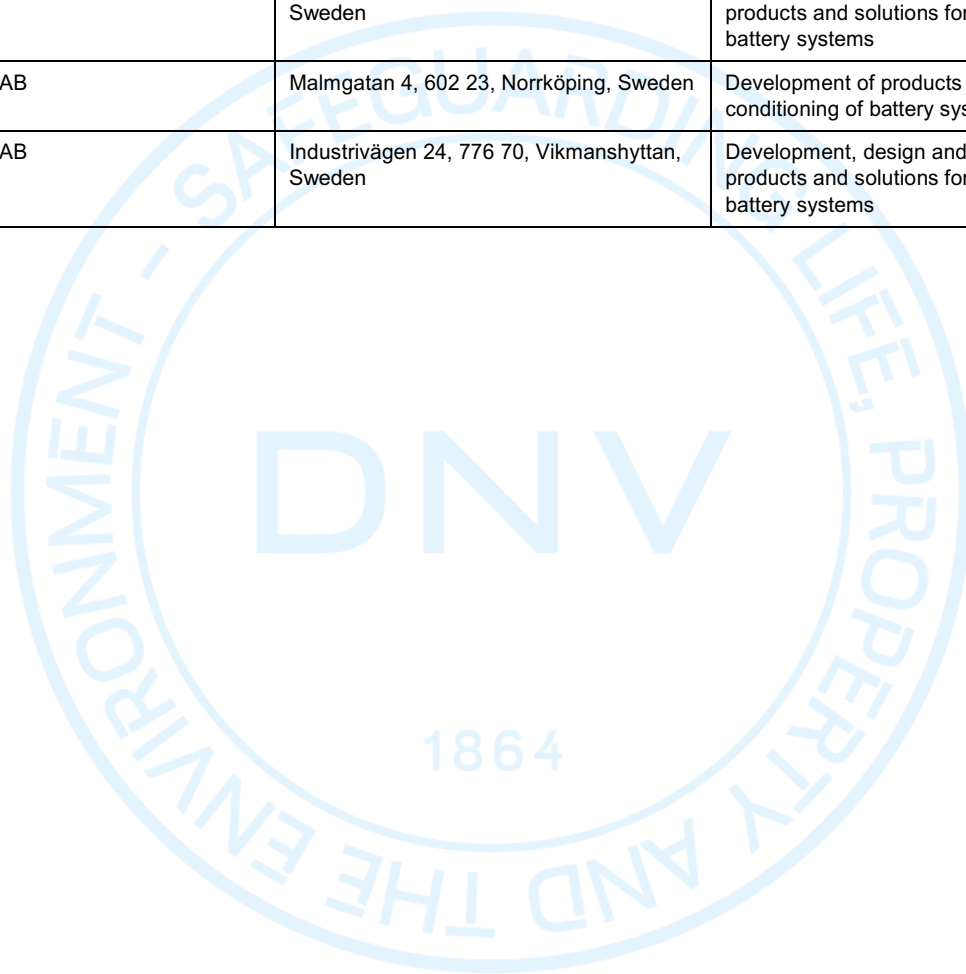 Sweden
products and solutions for
battery systems
AB
Malmgatan 4, 602 23, Norrköping, Sweden
Development of products
conditioning of battery sys
AB
Industrivägen 24, 776 70, Vikmanshyttan,
Sweden
Development, design and
products and solutions for
battery systems
SAFEGUARDING LIFE, PROPERTY AND THE ENVIRONMENT -
DNV
1864